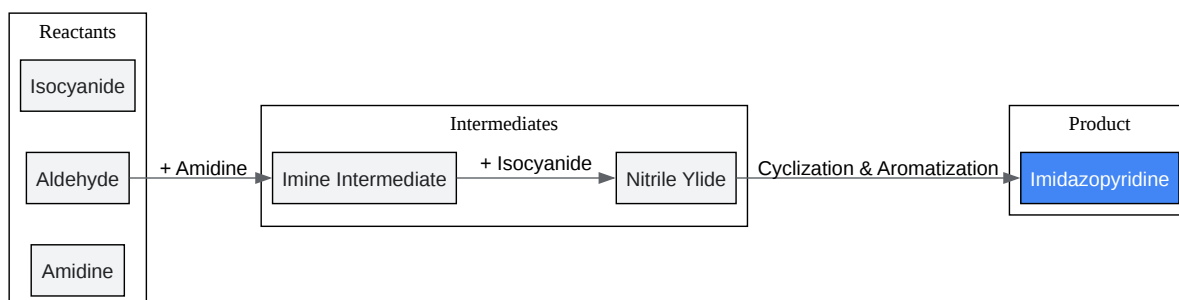 Reactants
Isocyanide
Aldehyde
Amidine
+ Amidine
Intermediates
Imine Intermediate
+ Isocyanide
Nitrile Ylide
Cyclization & Aromatization
Product
Imidazopyridine